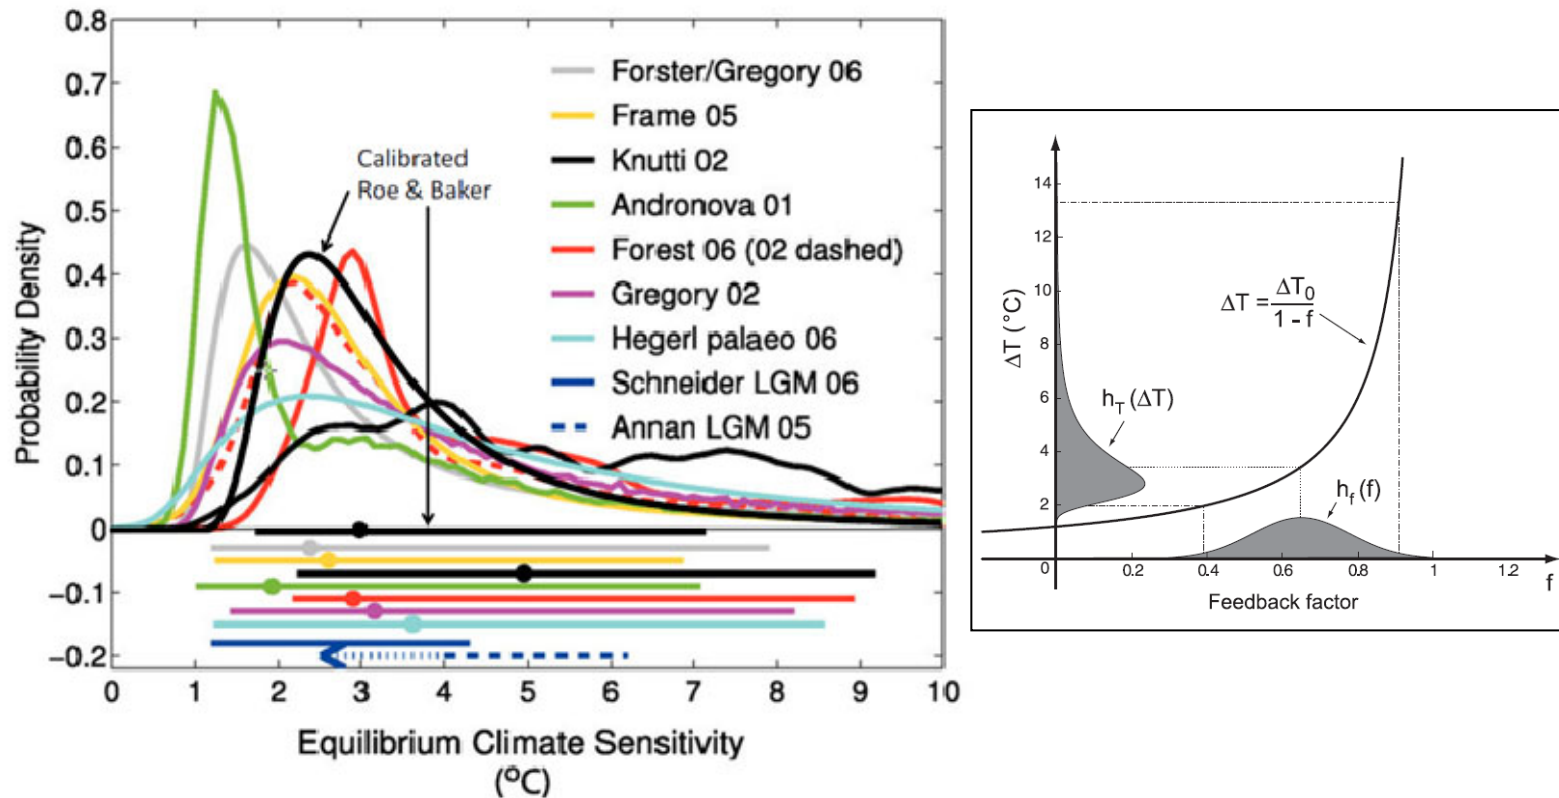 0.8
0.7
0.6
0.5
0.4
0.3
0.2
0.1
0
−0.1
−0.2
Probability Density
Calibrated
Roe & Baker
Forster/Gregory 06
Frame 05
Knutti 02
Andronova 01
Forest 06 (02 dashed)
Gregory 02
Hegerl palaeo 06
Schneider LGM 06
Annan LGM 05
0 1 2 3 4 5 6 7 8 9 10
Equilibrium Climate Sensitivity
(°C)
14
12
10
8
6
4
2
ΔT (°C)
ΔT = ΔT₀
1 - f
h_T (ΔT)
h_f (f)
0 0.2 0.4 0.6 0.8 1 1.2 f
Feedback factor